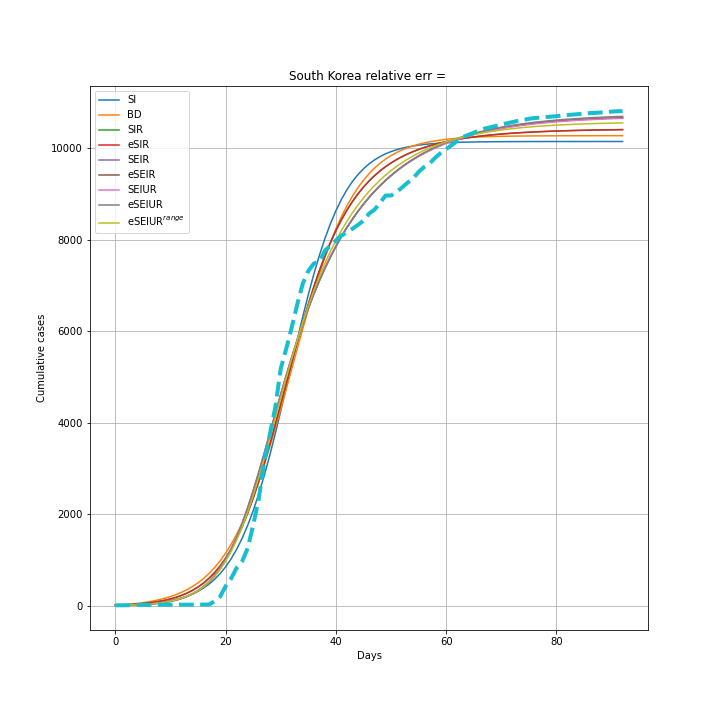 South Korea relative err =
SI
BD
SIR
eSIR
SEIR
eSEIR
SEIUR
eSEIUR
eSEIUR^range
10000
8000
6000
4000
2000
0
Cumulative cases
0 20 40 60 80
Days